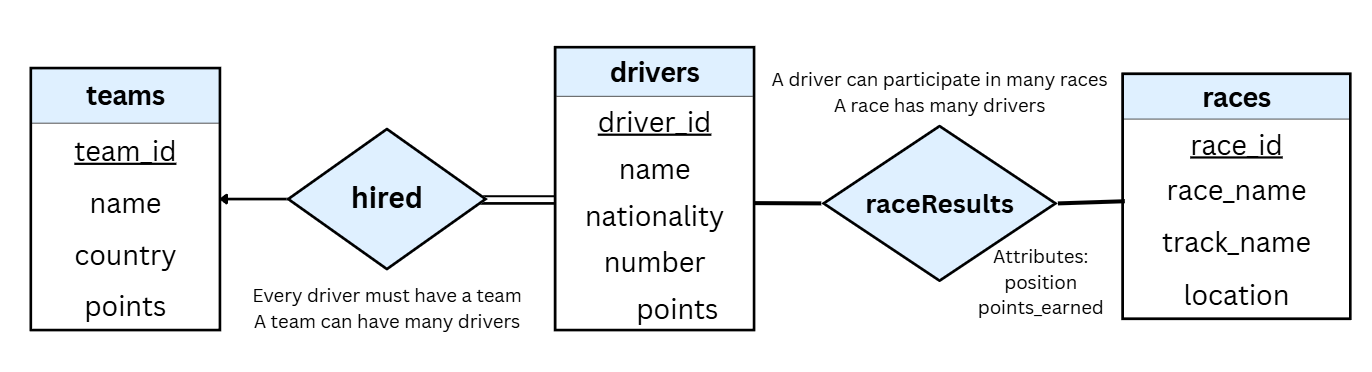 teams
team_id
name
country
points
hired
Every driver must have a team
A team can have many drivers
drivers
driver_id
name
nationality
number
points
A driver can participate in many races
A race has many drivers
raceResults
Attributes:
position
points_earned
races
race_id
race_name
track_name
location